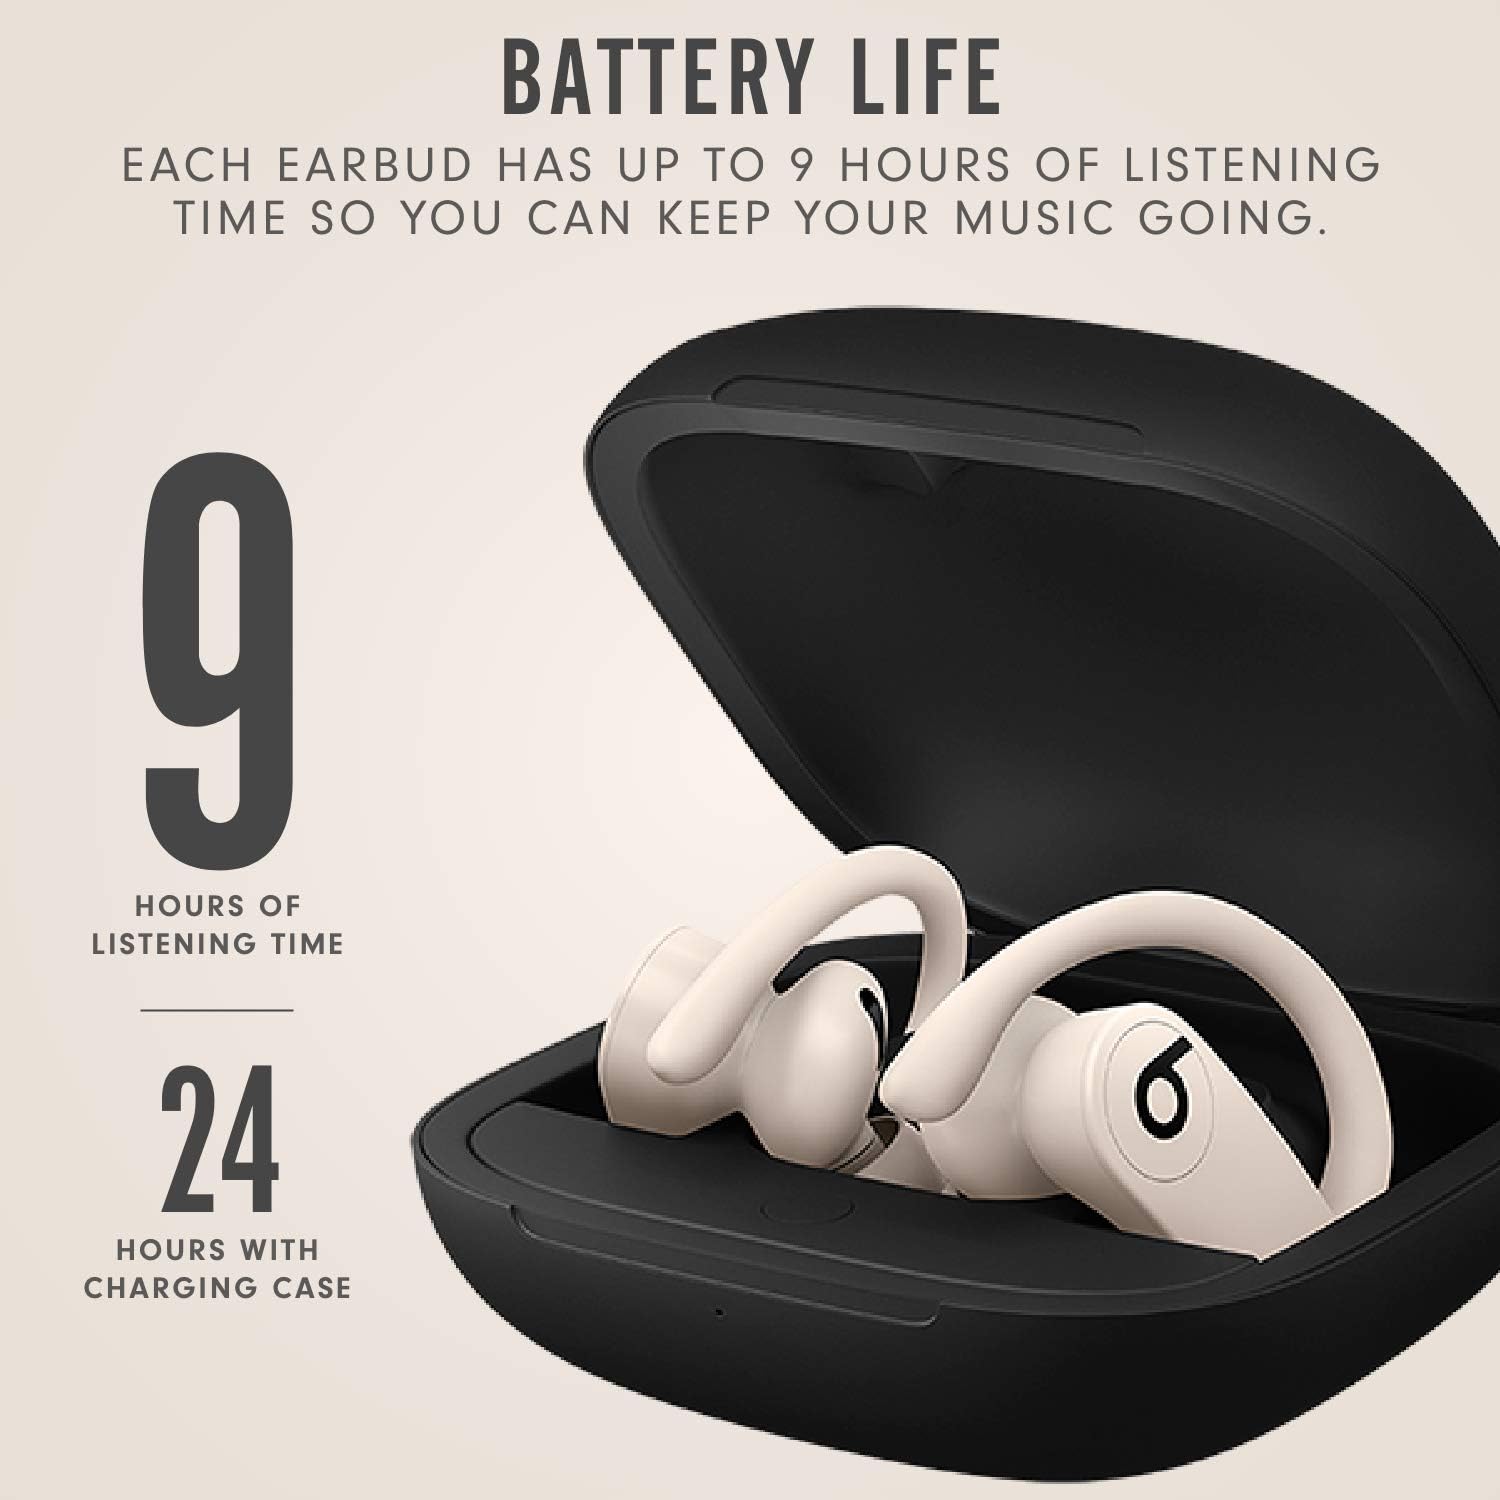 BATTERY LIFE
EACH EARBUD HAS UP TO 9 HOURS OF LISTENING
TIME SO YOU CAN KEEP YOUR MUSIC GOING.
9
HOURS OF
LISTENING TIME
24
HOURS WITH
CHARGING CASE
b